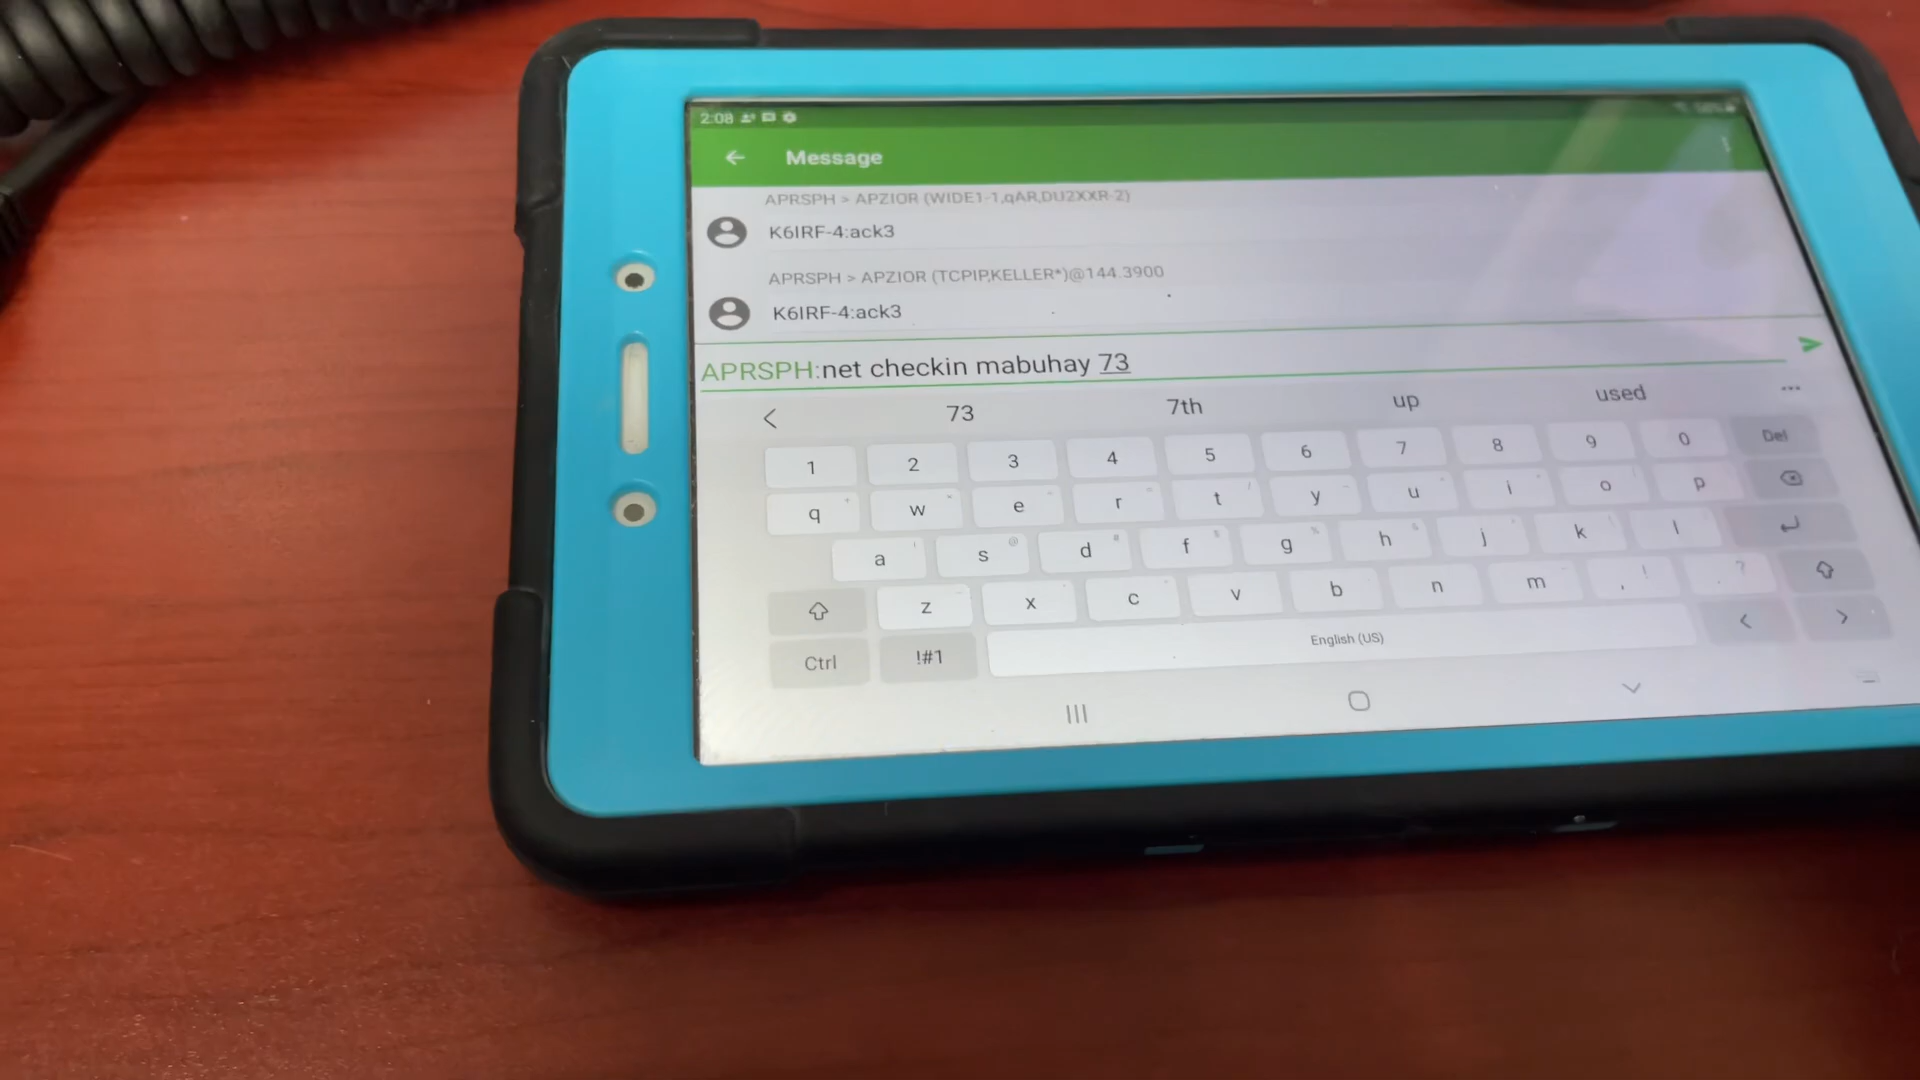 2:08
Message
APRSPH > APZIOR (WIDE1-1,qAR,DU2XXR-2)
K6IRF-4:ack3
APRSPH > APZIOR (TCPIP,KELLER*)@144.3900
K6IRF-4:ack3
APRSPH:net checkin mabuhay 73
73 7th up used
1 2 3 4 5 6 7 8 9 0 Del
q w e r t y u i o p
a s d f g h j k l
z x c v b n m , ! . ?
Ctrl !#1 English (US) < >